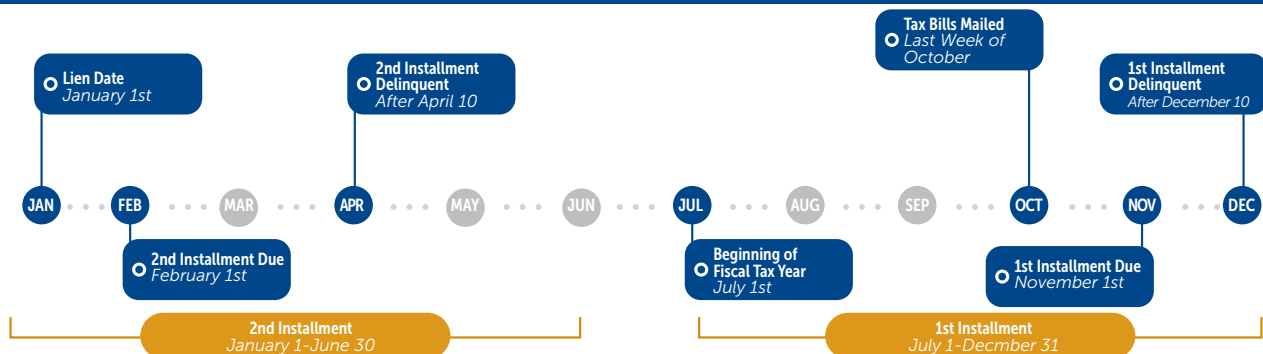 Lien Date
January 1st
2nd Installment
Delinquent
After April 10
Tax Bills Mailed
Last Week of
October
1st Installment
Delinquent
After December 10
JAN
FEB
MAR
APR
MAY
JUN
JUL
AUG
SEP
OCT
NOV
DEC
2nd Installment Due
February 1st
Beginning of
Fiscal Tax Year
July 1st
1st Installment Due
November 1st
2nd Installment
January 1-June 30
1st Installment
July 1-Decmber 31